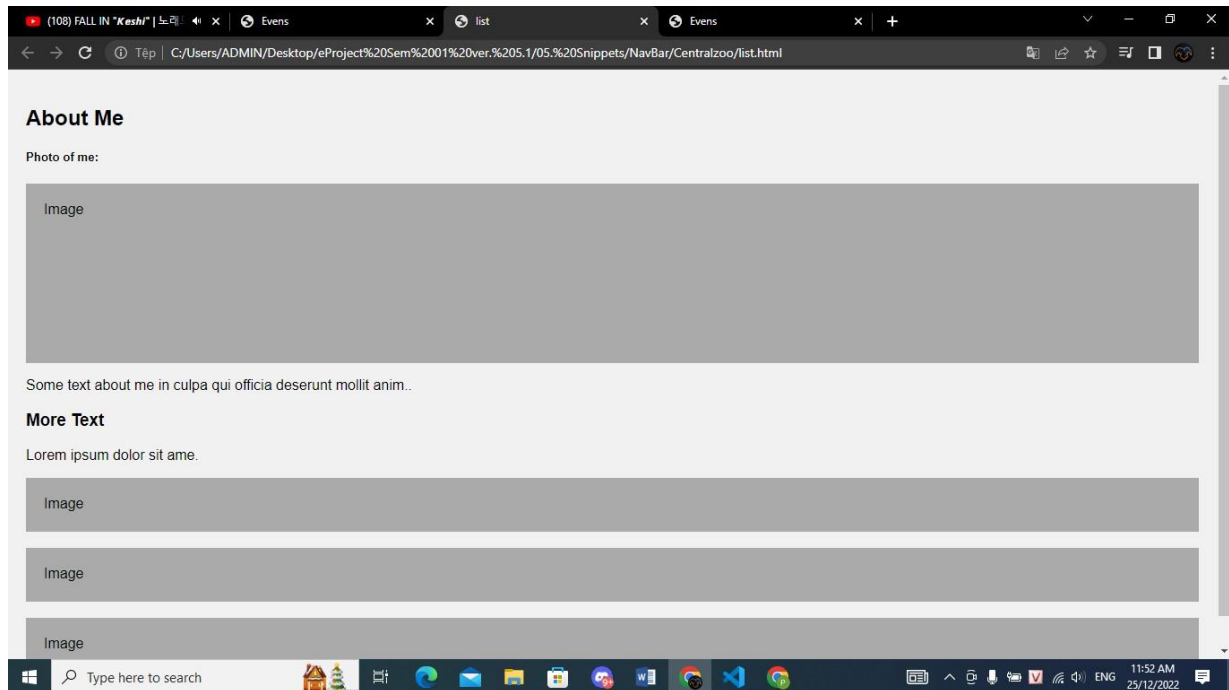 (108) FALL IN "Keshi" | 노래
Evens
list
Evens
Tệp
C:/Users/ADMIN/Desktop/eProject%20Sem%2001%20ver.%205.1/05.%20Snippets/NavBar/Centralzoo/list.html
About Me
Photo of me:
Image
Some text about me in culpa qui officia deserunt mollit anim..
More Text
Lorem ipsum dolor sit ame.
Image
Image
Image
Type here to search
ENG
11:52 AM
25/12/2022